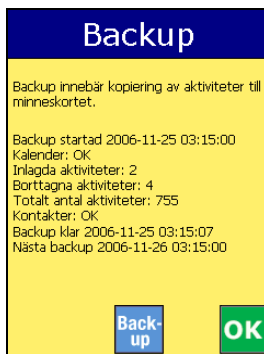 Backup
Backup innebär kopiering av aktiviteter till
minneskortet.
Backup startad 2006-11-25 03:15:00
Kalender: OK
Inlagda aktiviteter: 2
Borttagna aktiviteter: 4
Totalt antal aktiviteter: 755
Kontakter: OK
Backup klar 2006-11-25 03:15:07
Nästa backup 2006-11-26 03:15:00
Back-
up
OK